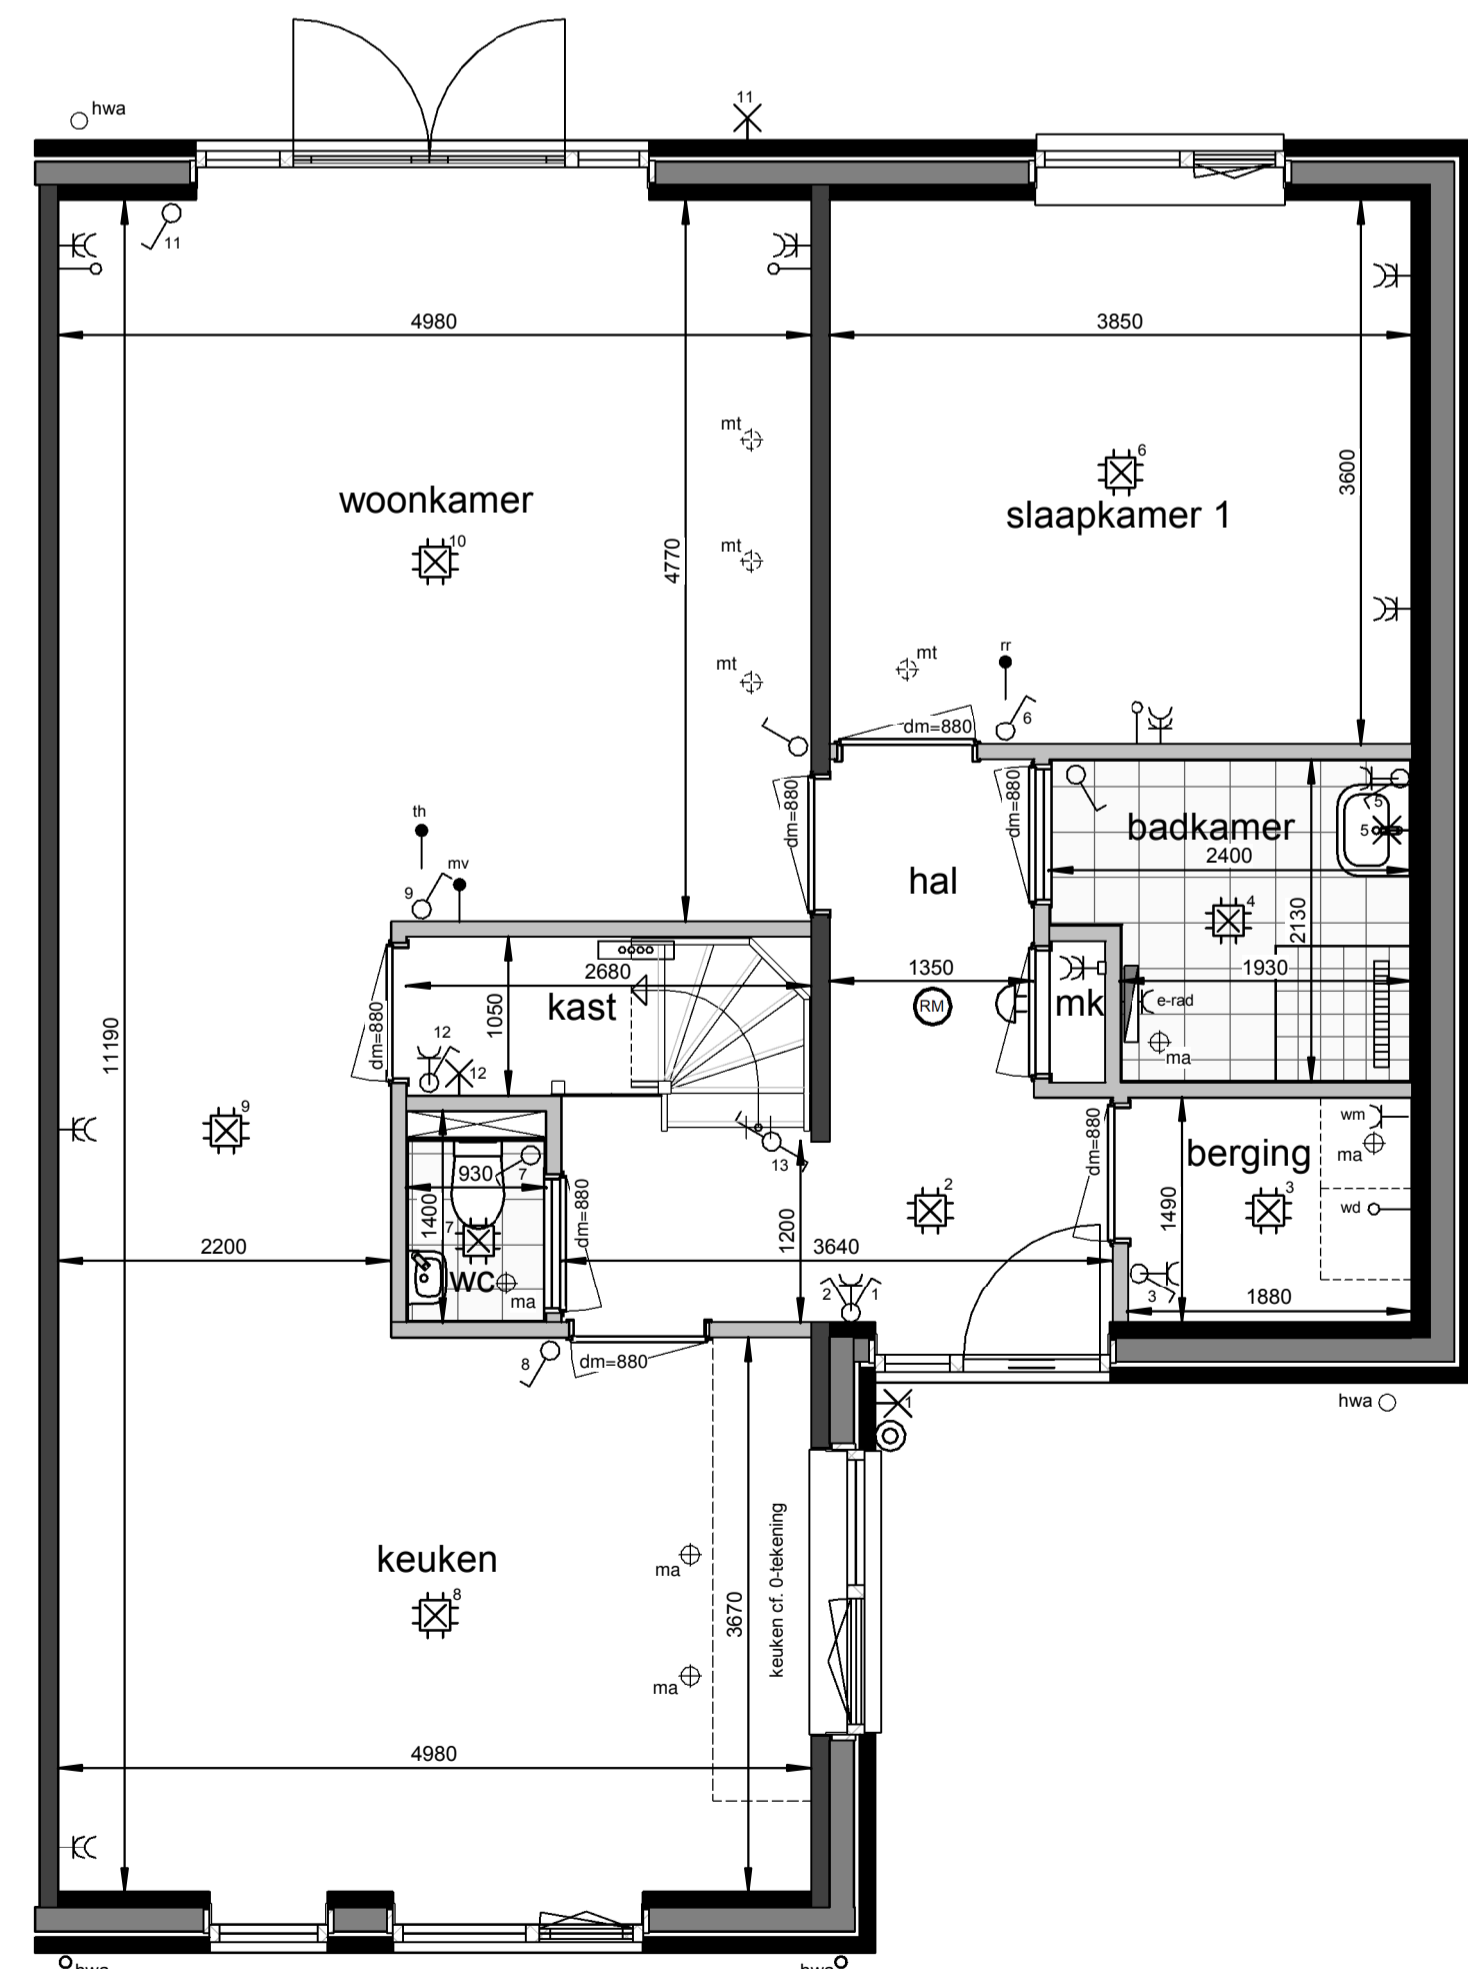 hwa
11
11
4980
3850
mt
6
woonkamer
slaapkamer 1
3600
10
mt
4770
mt
mt
rr
6
dm=880
th
mv
9
dm=880
dm=880
badkamer
5
5
2400
hal
4
2130
2680
1350
1930
kast
mk
RM
e-rad
1050
dm=880
11190
12
12
ma
9
13
wm
ma
dm=880
berging
7
930
1400
7
dm=880
2
3
1490
wd
2200
1200
3640
wc
ma
2
1
3
1880
8
dm=880
1
hwa
keuken
ma
8
3670
keuken cf. 0-tekening
ma
4980
hwa
hwa